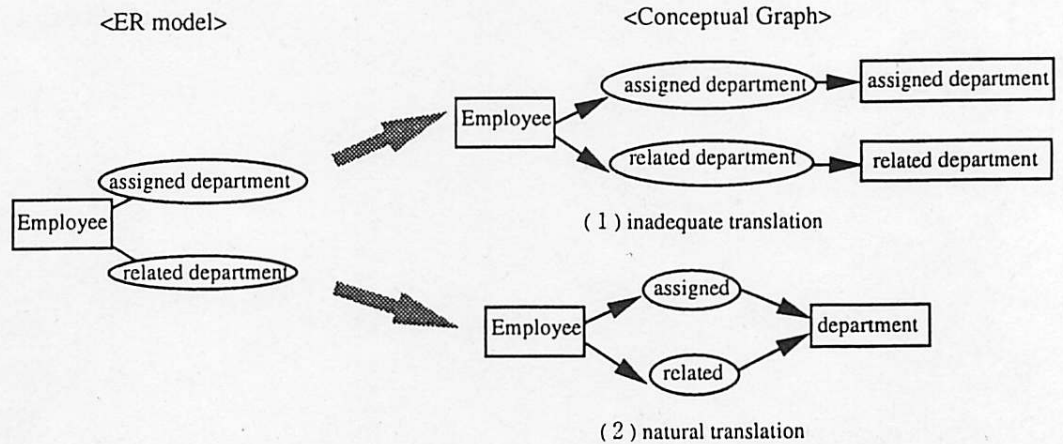 <ER model>
<Conceptual Graph>
Employee
assigned department
related department
Employee
assigned department
assigned department
related department
related department
( 1 ) inadequate translation
Employee
assigned
related
department
( 2 ) natural translation